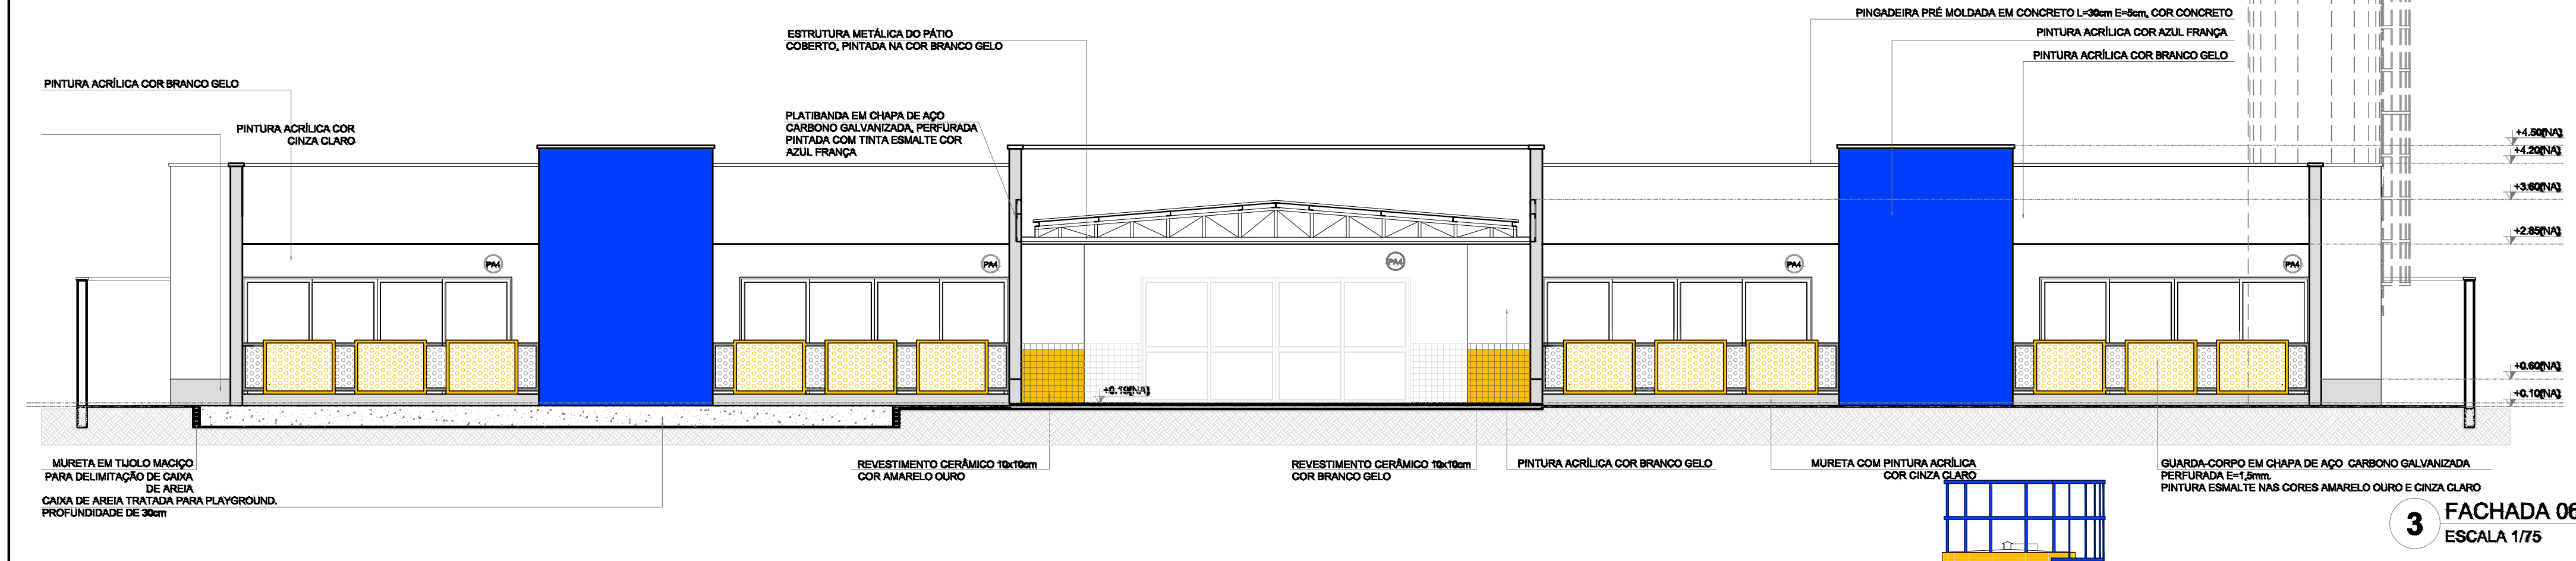 PINGADEIRA PRÉ MOLDADA EM CONCRETO L=30cm E=5cm, COR CONCRETO
ESTRUTURA METÁLICA DO PÁTIO
COBERTO, PINTADA NA COR BRANCO GELO
PINTURA ACRÍLICA COR AZUL FRANÇA
PINTURA ACRÍLICA COR BRANCO GELO
PINTURA ACRÍLICA COR BRANCO GELO
PLATIBANDA EM CHAPA DE AÇO
CARBONO GALVANIZADA, PERFURADA
PINTADA COM TINTA ESMALTE COR
AZUL FRANÇA
PINTURA ACRÍLICA COR
CINZA CLARO
+4.50[NA]
+4.20[NA]
+3.60[NA]
+2.85[NA]
PA4
PA4
PA4
PA4
PA4
+0.60[NA]
+0.10[NA]
+0.10[NA]
MURETA EM TIJOLO MACIÇO
PARA DELIMITAÇÃO DE CAIXA
DE AREIA
CAIXA DE AREIA TRATADA PARA PLAYGROUND.
PROFUNDIDADE DE 30cm
REVESTIMENTO CERÂMICO 10x10cm
COR AMARELO OURO
REVESTIMENTO CERÂMICO 10x10cm
COR BRANCO GELO
PINTURA ACRÍLICA COR BRANCO GELO
MURETA COM PINTURA ACRÍLICA
COR CINZA CLARO
GUARDA-CORPO EM CHAPA DE AÇO CARBONO GALVANIZADA
PERFURADA E=1,5mm.
PINTURA ESMALTE NAS CORES AMARELO OURO E CINZA CLARO
3 FACHADA 06
ESCALA 1/75